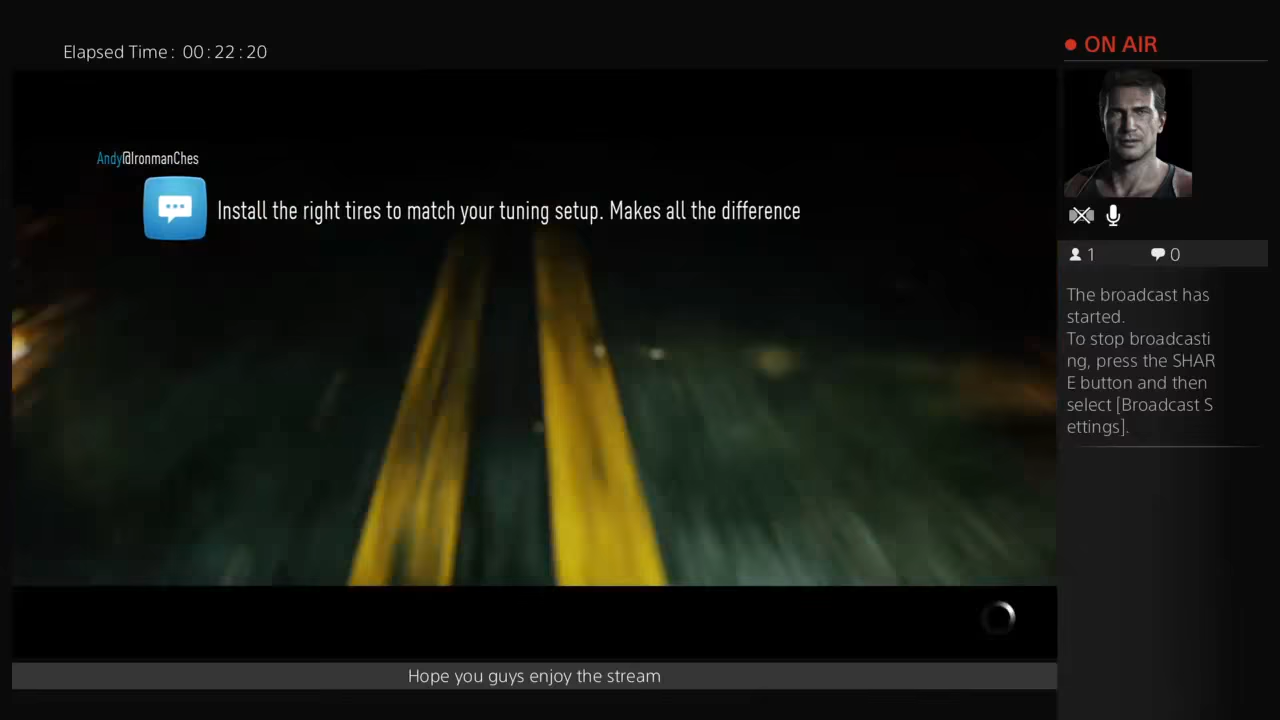 Elapsed Time: 00:22:20
ON AIR
Andy@IronmanChes
Install the right tires to match your tuning setup. Makes all the difference
1 0
The broadcast has
started.
To stop broadcasti
ng, press the SHAR
E button and then
select [Broadcast S
ettings].
Hope you guys enjoy the stream